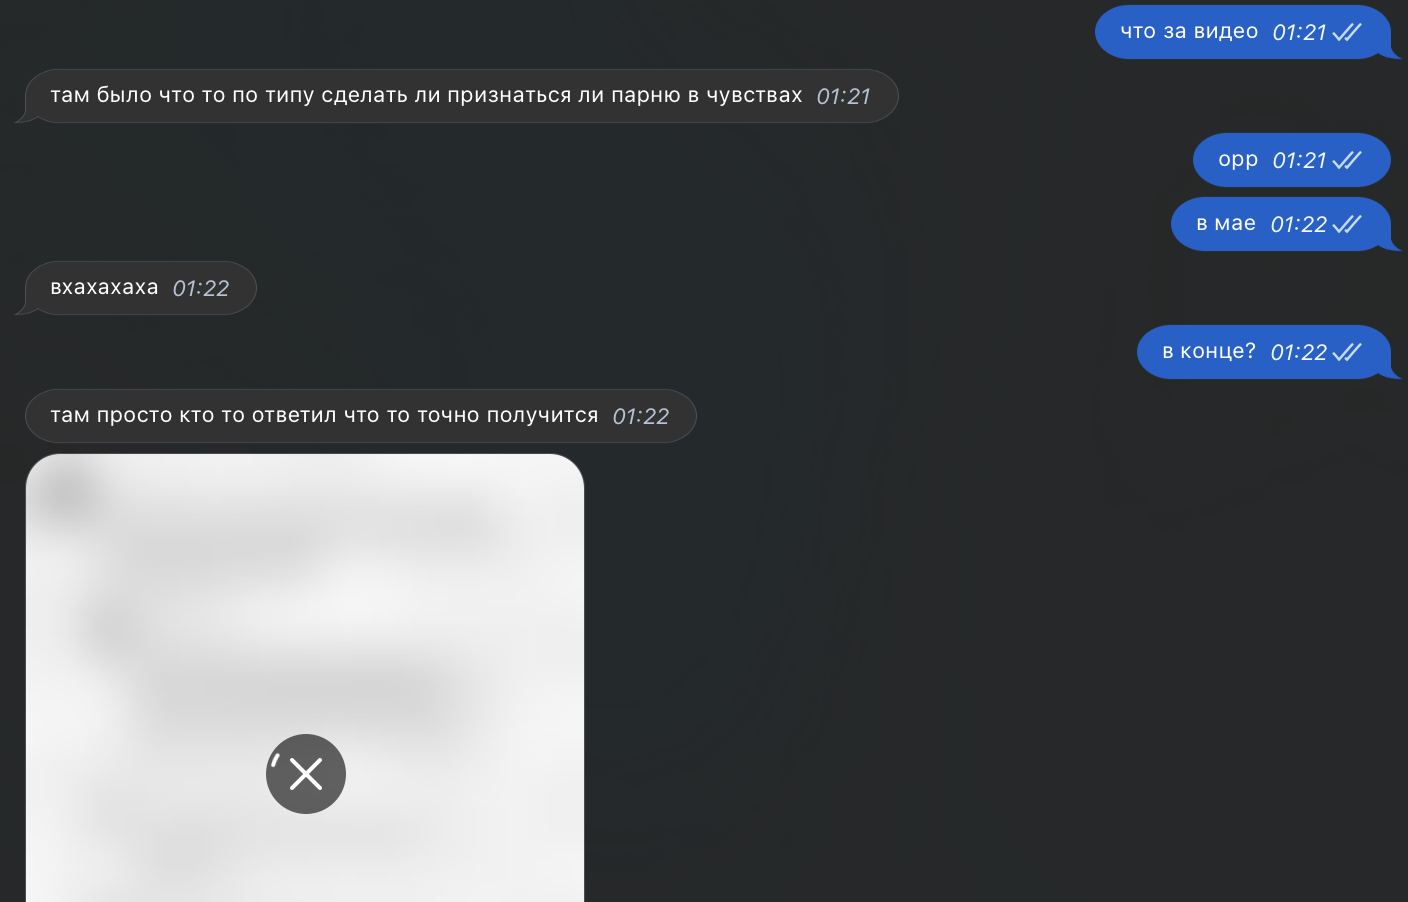 что за видео 01:21
там было что то по типу сделать ли признаться ли парню в чувствах 01:21
орр 01:21
в мае 01:22
вхахахаха 01:22
в конце? 01:22
там просто кто то ответил что то точно получится 01:22